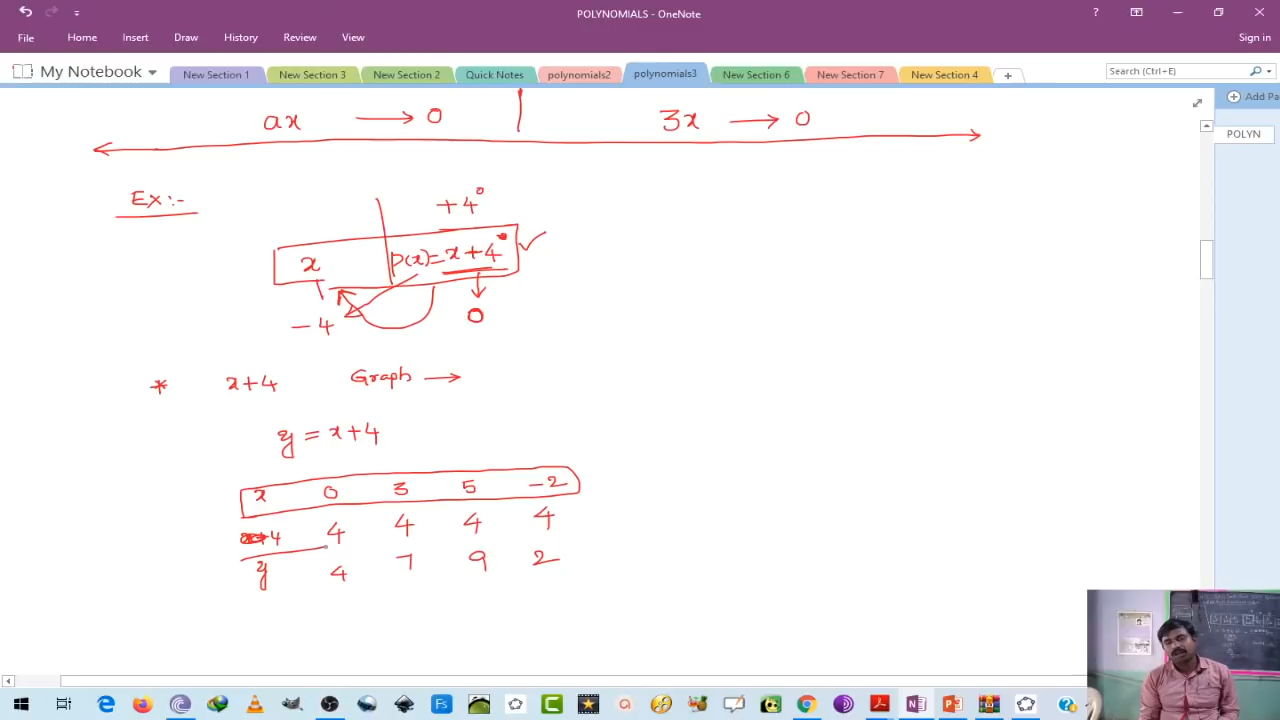 POLYNOMIALS - OneNote
File Home Insert Draw History Review View Sign in
My Notebook New Section 1 New Section 3 New Section 2 Quick Notes polynomials2 polynomials3 New Section 6 New Section 7 New Section 4 Search (Ctrl+E)
Add Pa
POLYN
ax → 0 3x → 0
Ex:-
+4°
x p(x)=x+4
-4 0
* x+4 Graph →
y = x+4
x 0 3 5 -2
+4 4 4 4 4
y 4 7 9 2